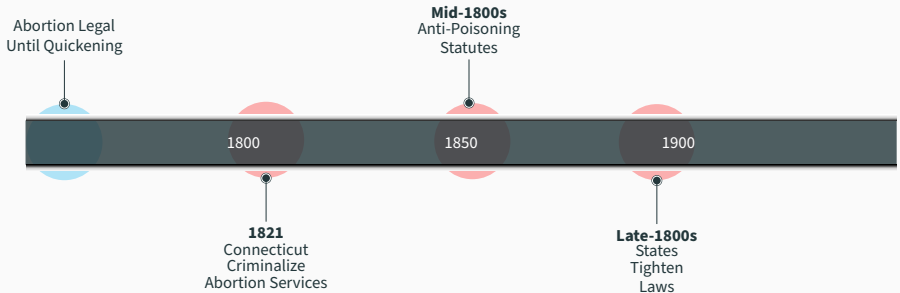 Abortion Legal
Until Quickening
Mid-1800s
Anti-Poisoning
Statutes
1800
1850
1900
1821
Connecticut
Criminalize
Abortion Services
Late-1800s
States
Tighten
Laws